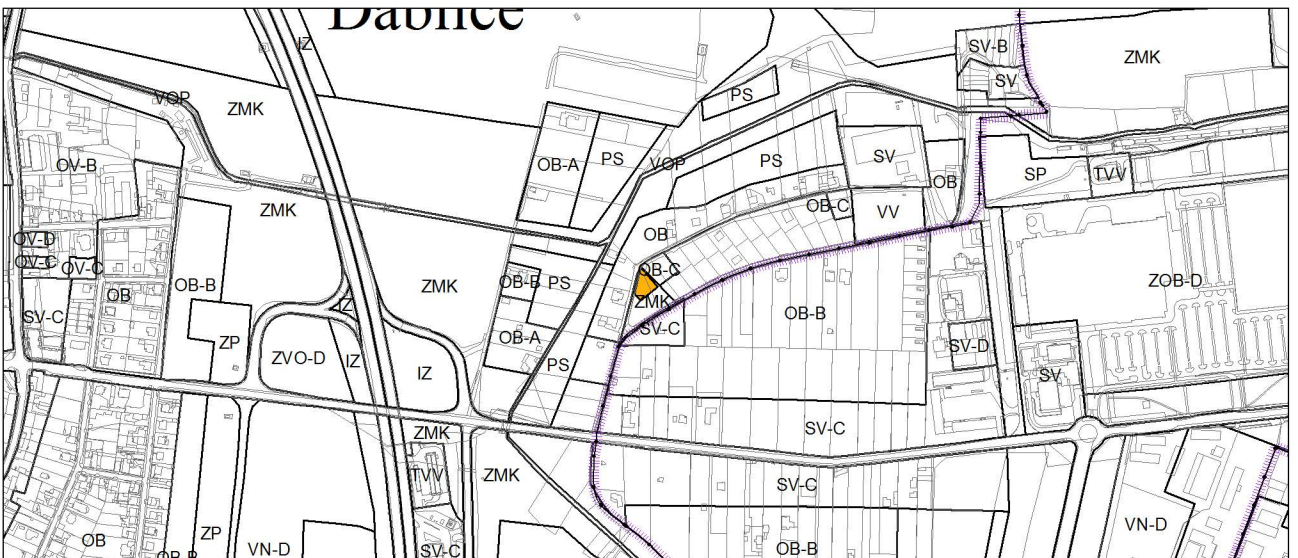 Ďáblice
IZ
SV-B
ZMK
SV
VOP
ZMK
PS
OV-B
OB-A
PS
VOP
PS
SV
OB
SP
TVV
ZMK
OB-C
VV
OV-D
OV-C
OV-C
OB
OB-C
OB
OB-B
ZMK
OB-B
PS
ZMK
OB-B
ZOB-D
SV-C
IZ
SV-C
ZP
ZVO-D
IZ
IZ
OB-A
PS
SV-D
SV
ZMK
SV-C
TVV
ZMK
SV-C
OB
ZP
VN-D
SV-C
OB-B
VN-D
OB-B